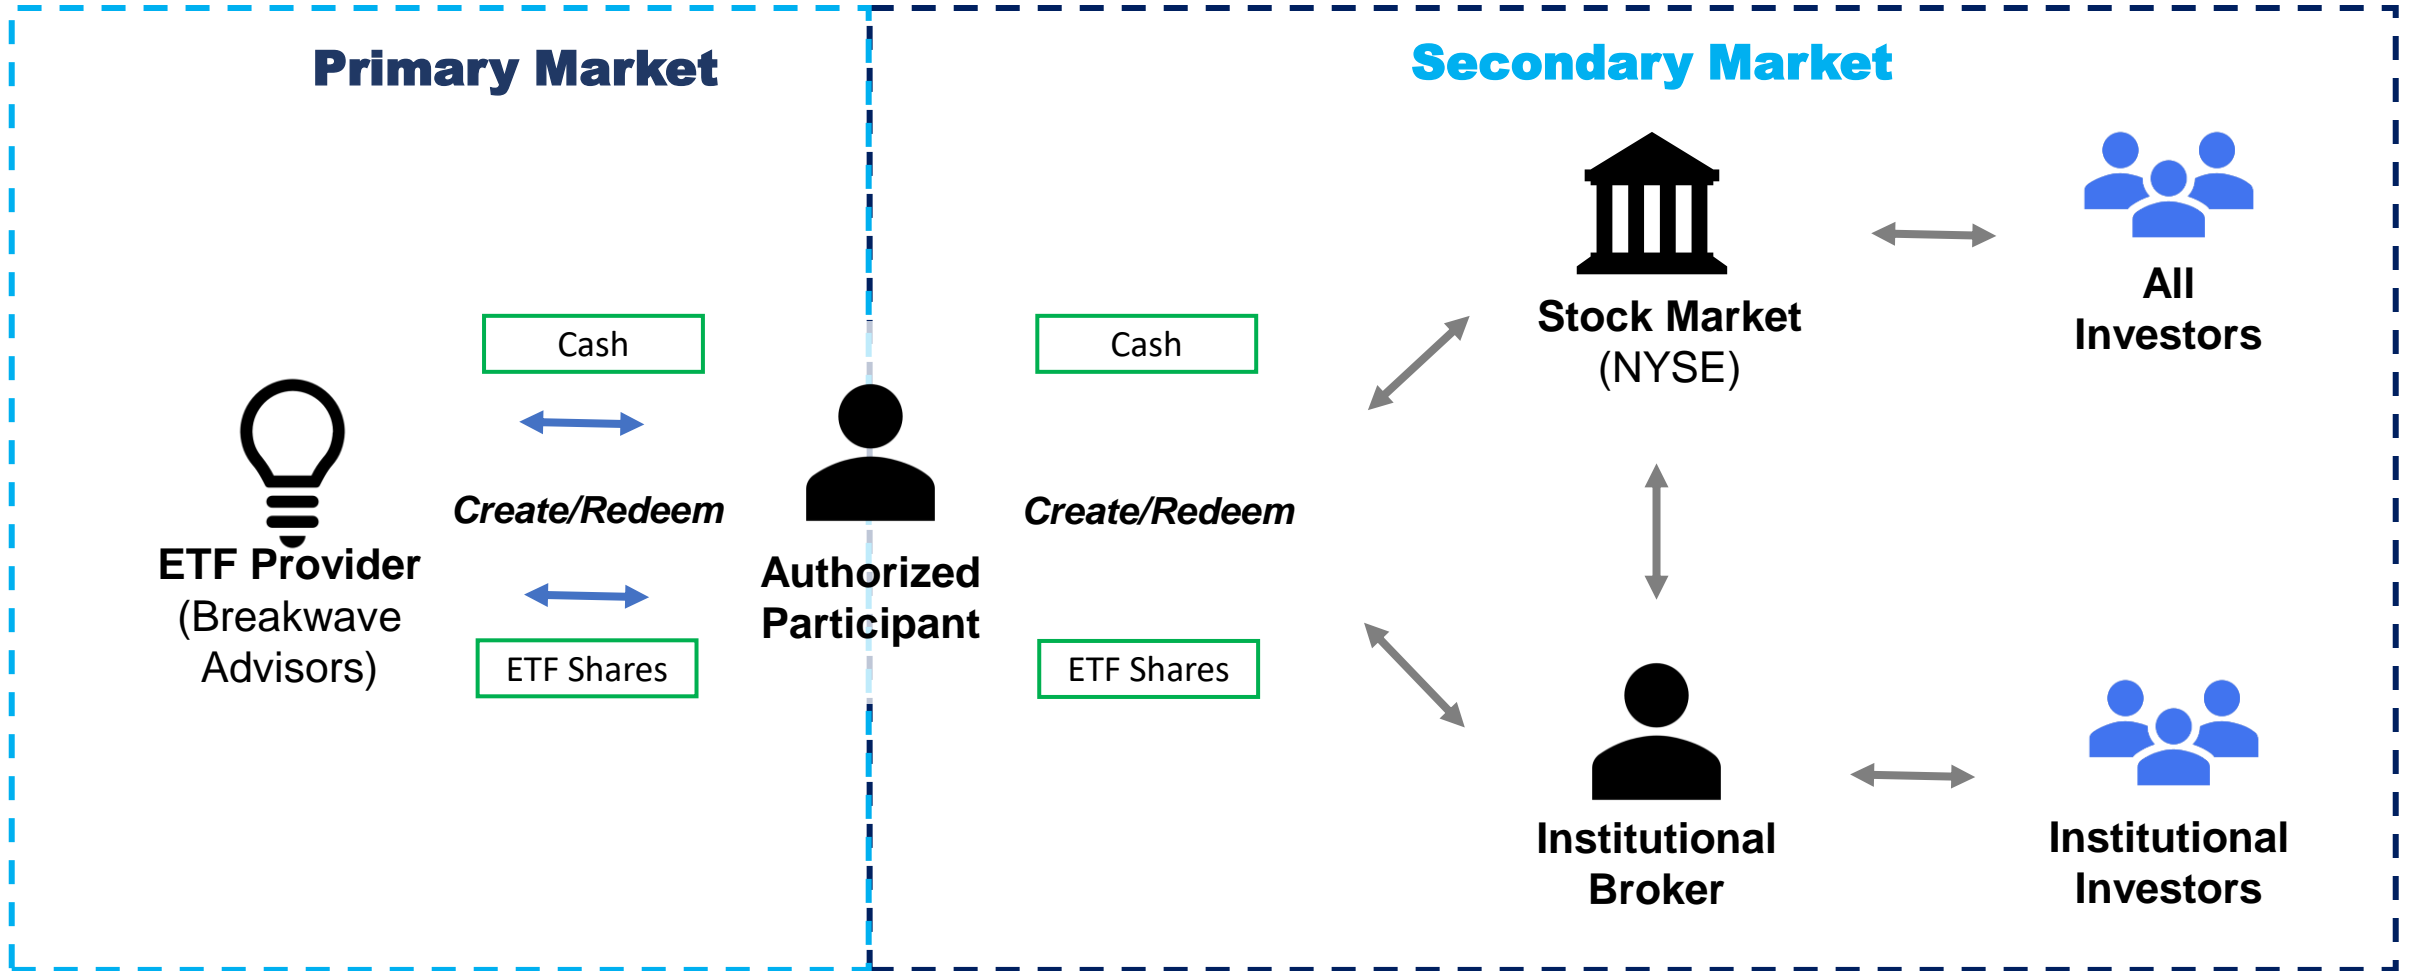 Primary Market
Secondary Market
Cash
Create/Redeem
ETF Shares
ETF Provider
(Breakwave
Advisors)
Authorized
Participant
Cash
Create/Redeem
ETF Shares
Stock Market
(NYSE)
All
Investors
Institutional
Broker
Institutional
Investors